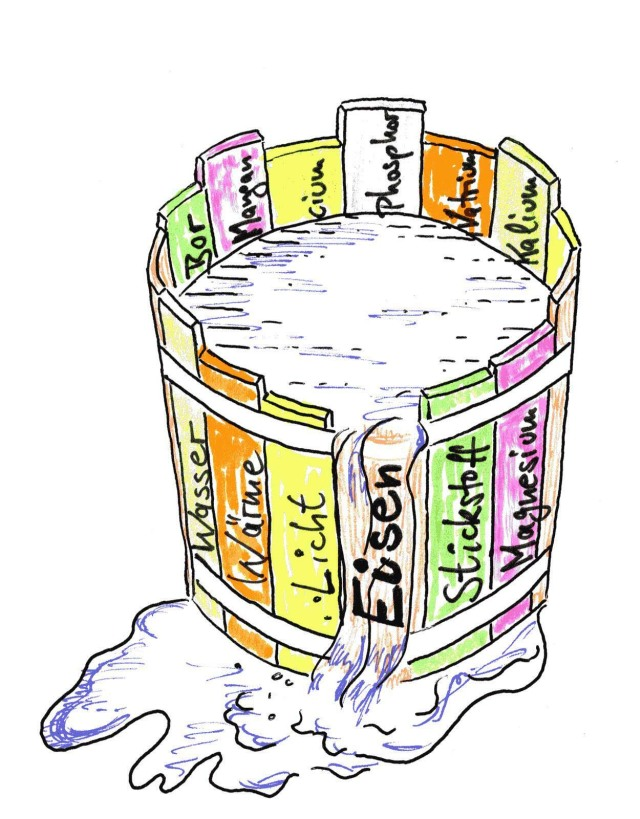 Bor
Mangan
cium
Phosphor
Natrium
Kalium
Wasser
Wärme
Licht
Eisen
Stickstoff
Magnesium